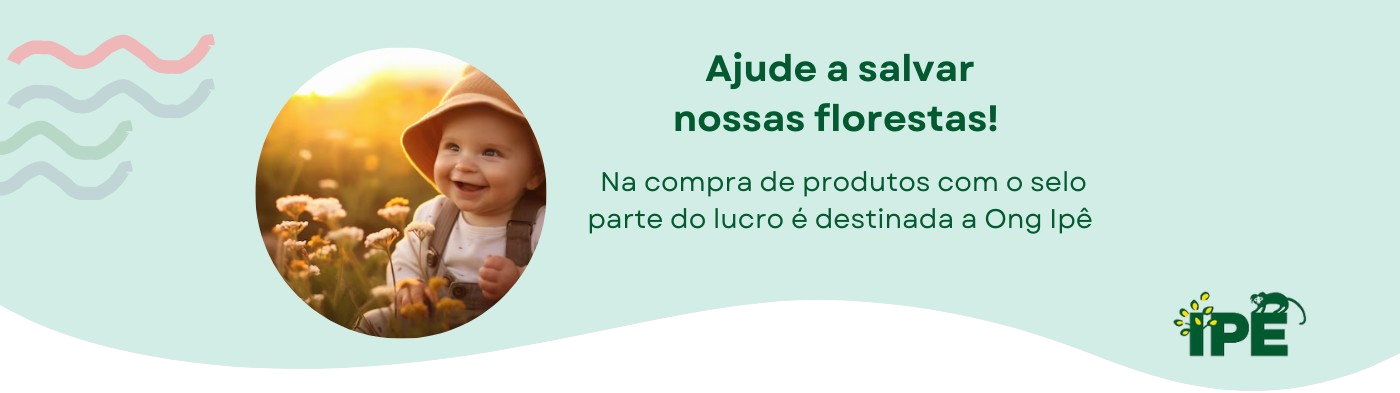 Ajude a salvar
nossas florestas!
Na compra de produtos com o selo
parte do lucro é destinada a Ong Ipê
IPÊ